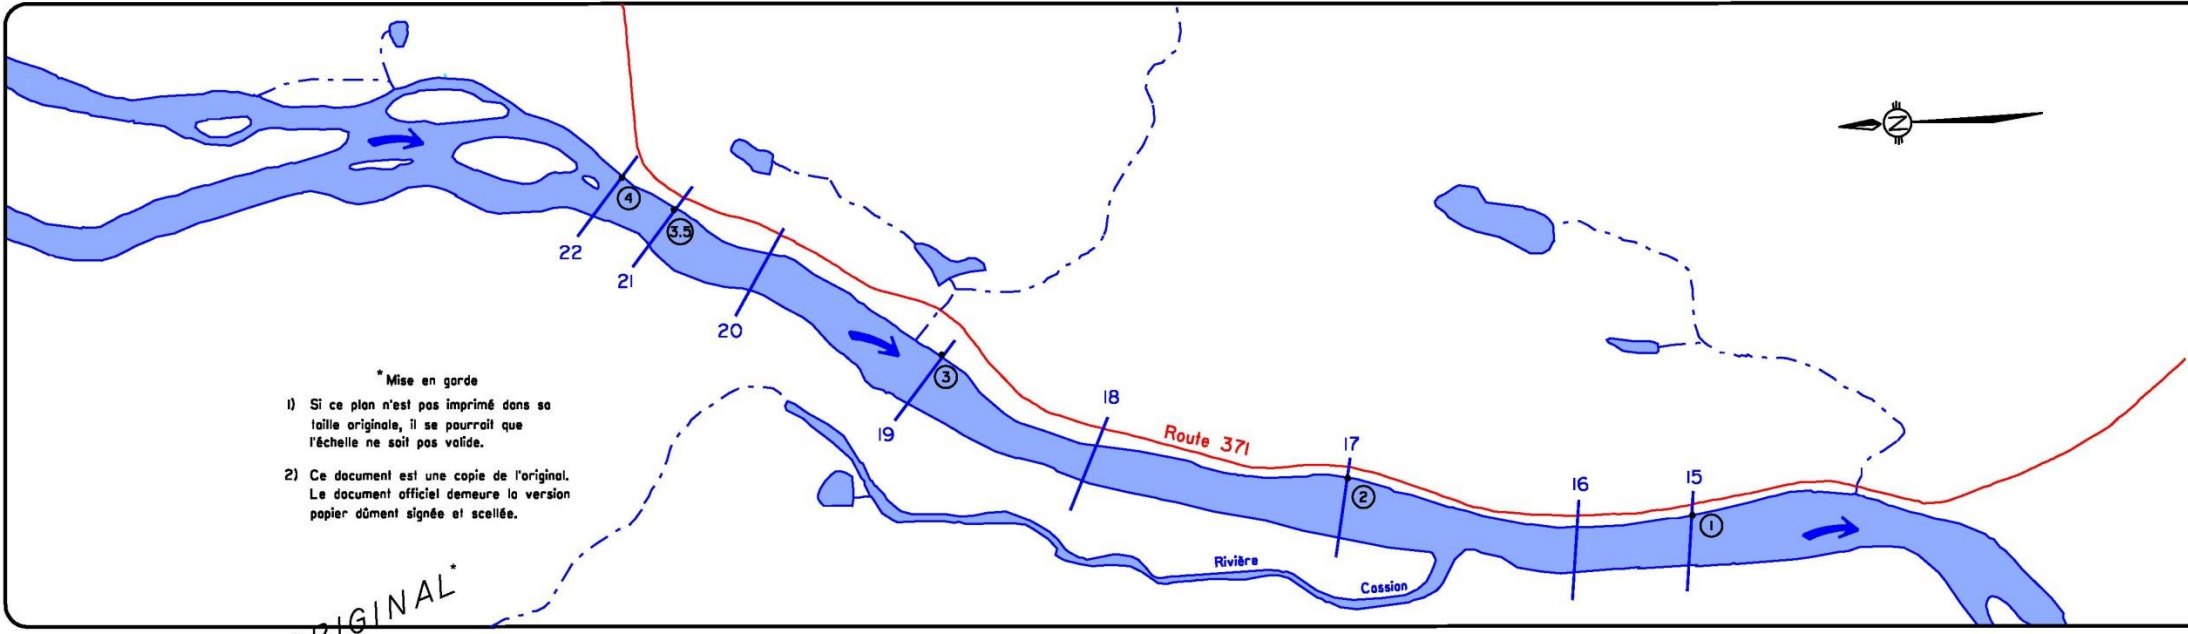 N
4
3.5
22
21
20
3
* Mise en garde
1) Si ce plan n'est pas imprimé dans sa
taille originale, il se pourrait que
l'échelle ne soit pas valide.
2) Ce document est une copie de l'original.
Le document officiel demeure la version
papier dûment signée et scellée.
19
18
Route 371
17
2
16
15
1
Rivière
Cossion
RIGINAL*